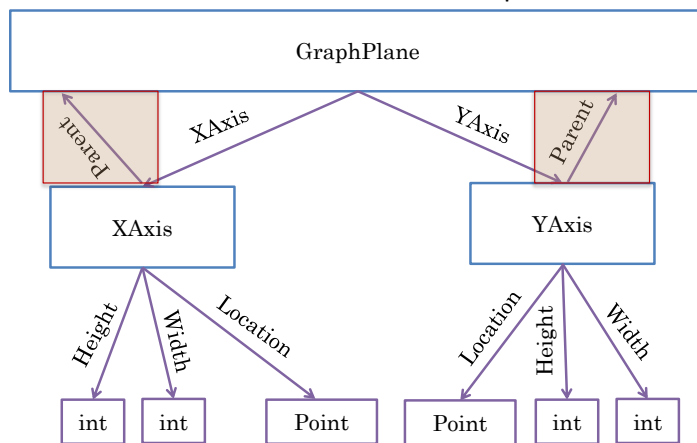 GraphPlane
Parent
XAxis
YAxis
Parent
XAxis
YAxis
Height
Width
Location
Location
Height
Width
int
int
Point
Point
int
int